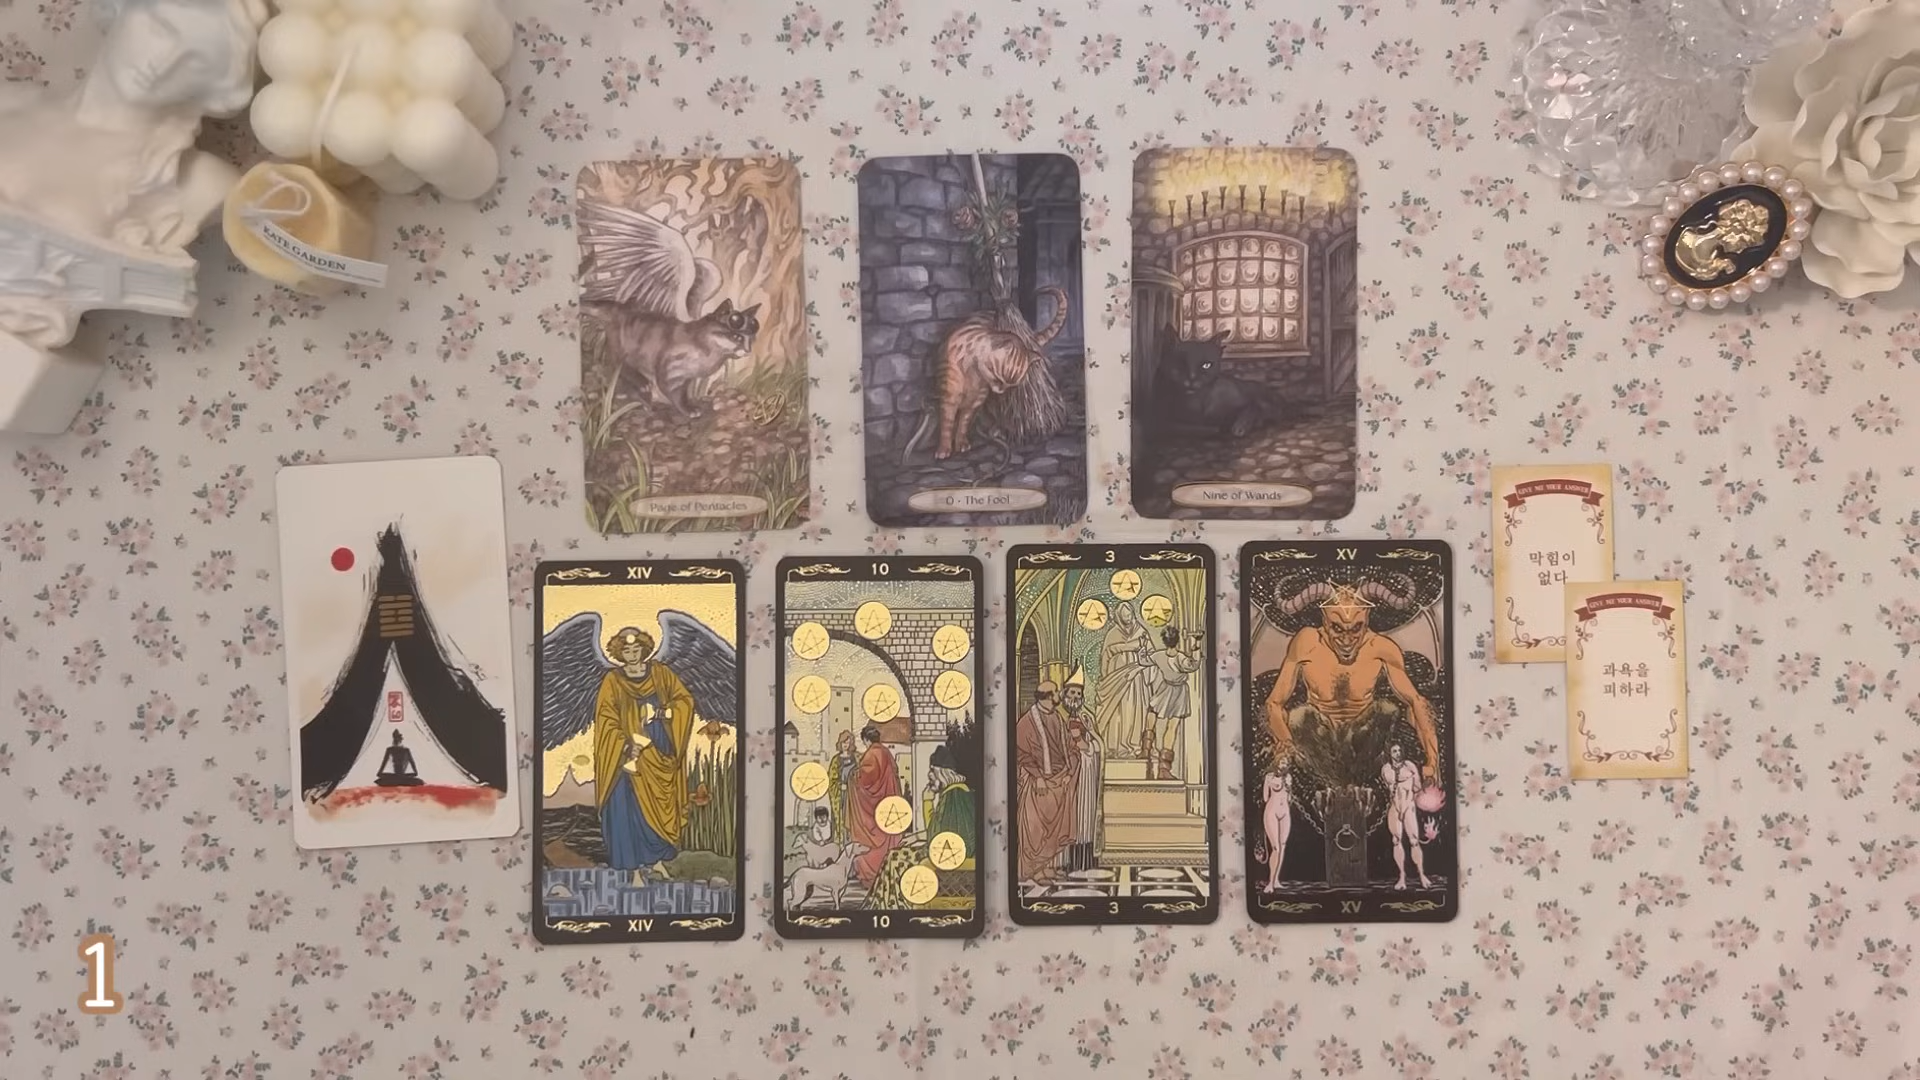 KATE GARDEN
Page of Pentacles
0 · The Fool
Nine of Wands
XIV
XIV
10
10
3
3
XV
XV
GIVE ME YOUR ANSWER
막힘이
없다
GIVE ME YOUR ANSWER
과욕을
피하라
1